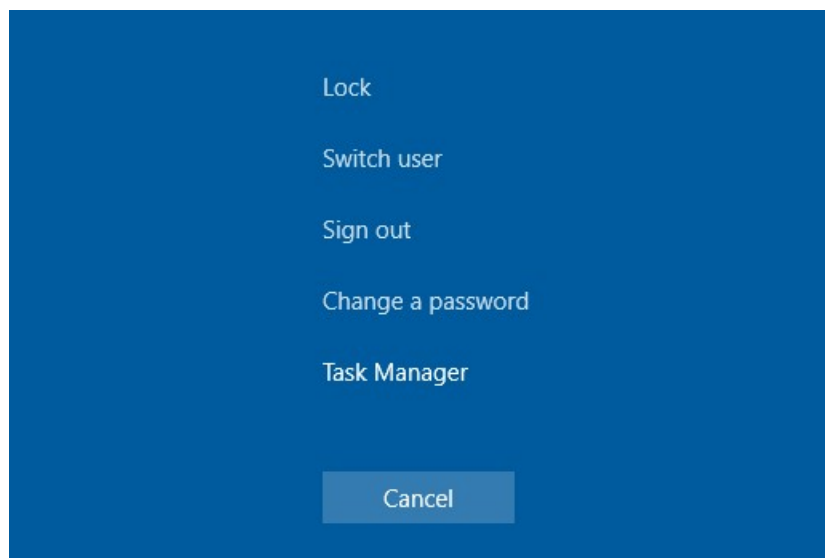 Lock
Switch user
Sign out
Change a password
Task Manager
Cancel